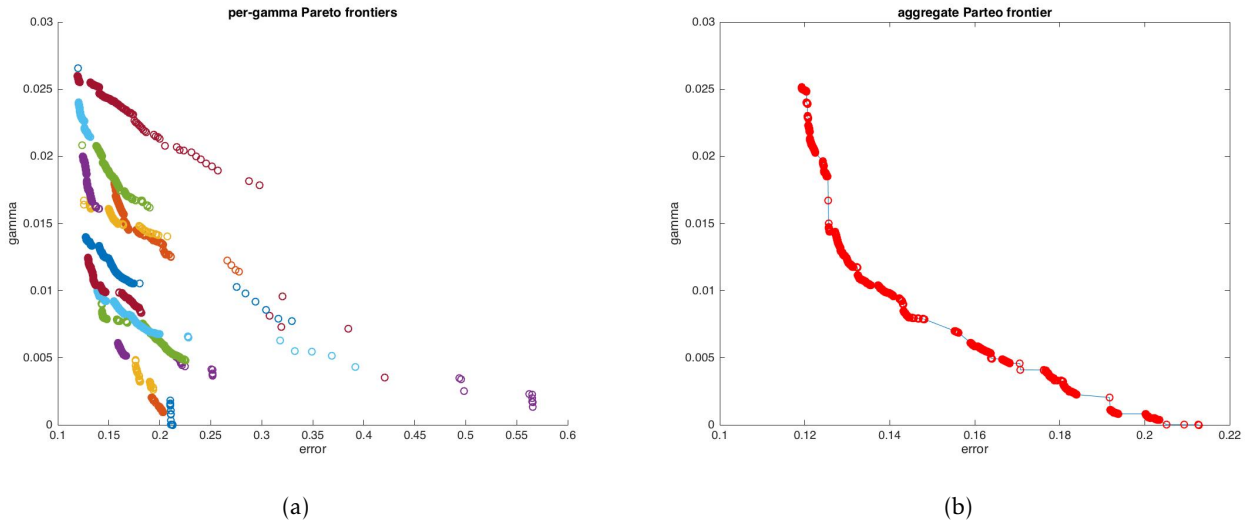 per-gamma Pareto frontiers
0.03
0.025
0.02
0.015
0.01
0.005
0
gamma
0.1 0.15 0.2 0.25 0.3 0.35 0.4 0.45 0.5 0.55 0.6
error
(a)
aggregate Parteo frontier
0.03
0.025
0.02
0.015
0.01
0.005
0
gamma
0.1 0.12 0.14 0.16 0.18 0.2 0.22
error
(b)